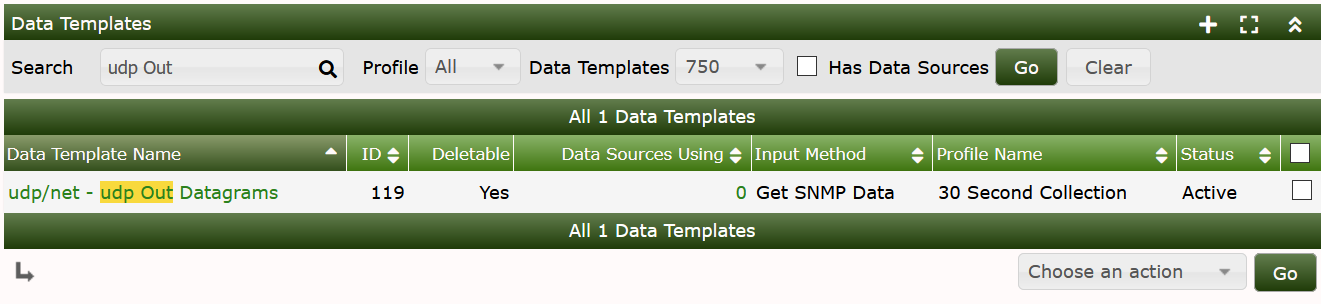 Data Templates
Search udp Out Profile All Data Templates 750 Has Data Sources Go Clear
All 1 Data Templates
Data Template Name ID Deletable Data Sources Using Input Method Profile Name Status
udp/net - udp Out Datagrams 119 Yes 0 Get SNMP Data 30 Second Collection Active
All 1 Data Templates
Choose an action Go